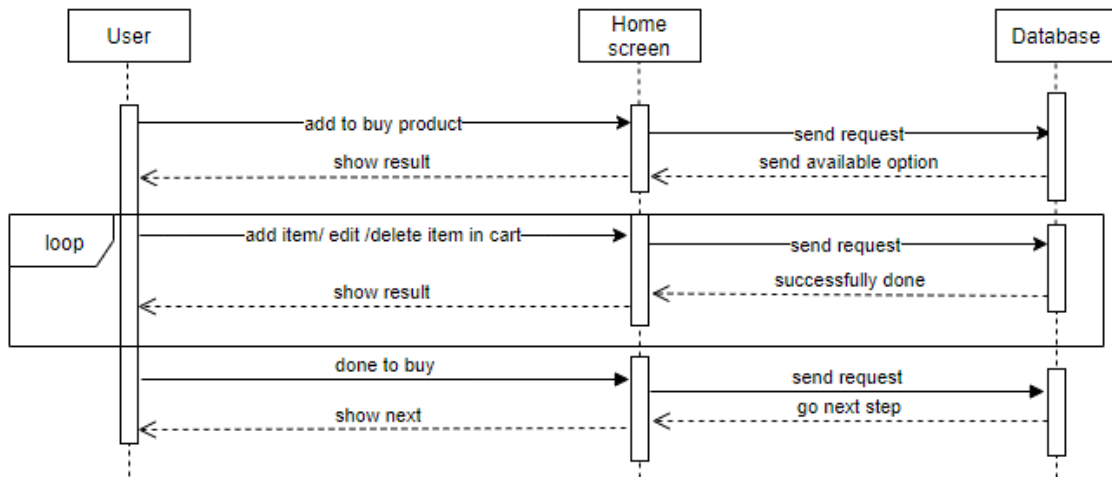 User
Home
screen
Database
add to buy product
send request
show result
send available option
loop
add item/ edit /delete item in cart
send request
successfully done
show result
done to buy
send request
go next step
show next